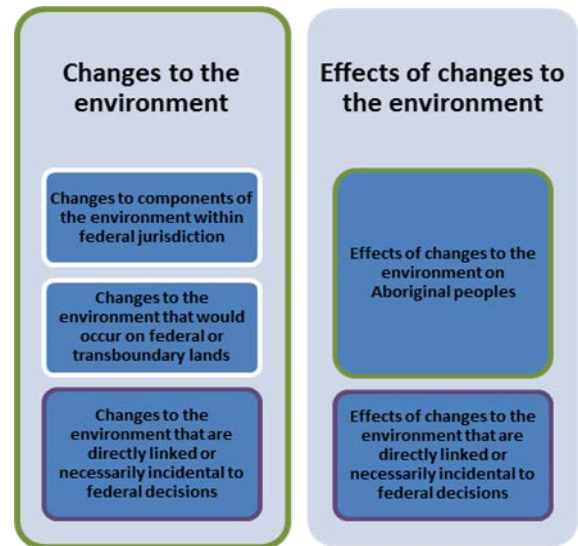 Changes to the
environment
Changes to components of
the environment within
federal jurisdiction
Changes to the
environment that would
occur on federal or
transboundary lands
Changes to the
environment that are
directly linked or
necessarily incidental to
federal decisions
Effects of changes to
the environment
Effects of changes to the
environment on
Aboriginal peoples
Effects of changes to the
environment that are
directly linked or
necessarily incidental to
federal decisions